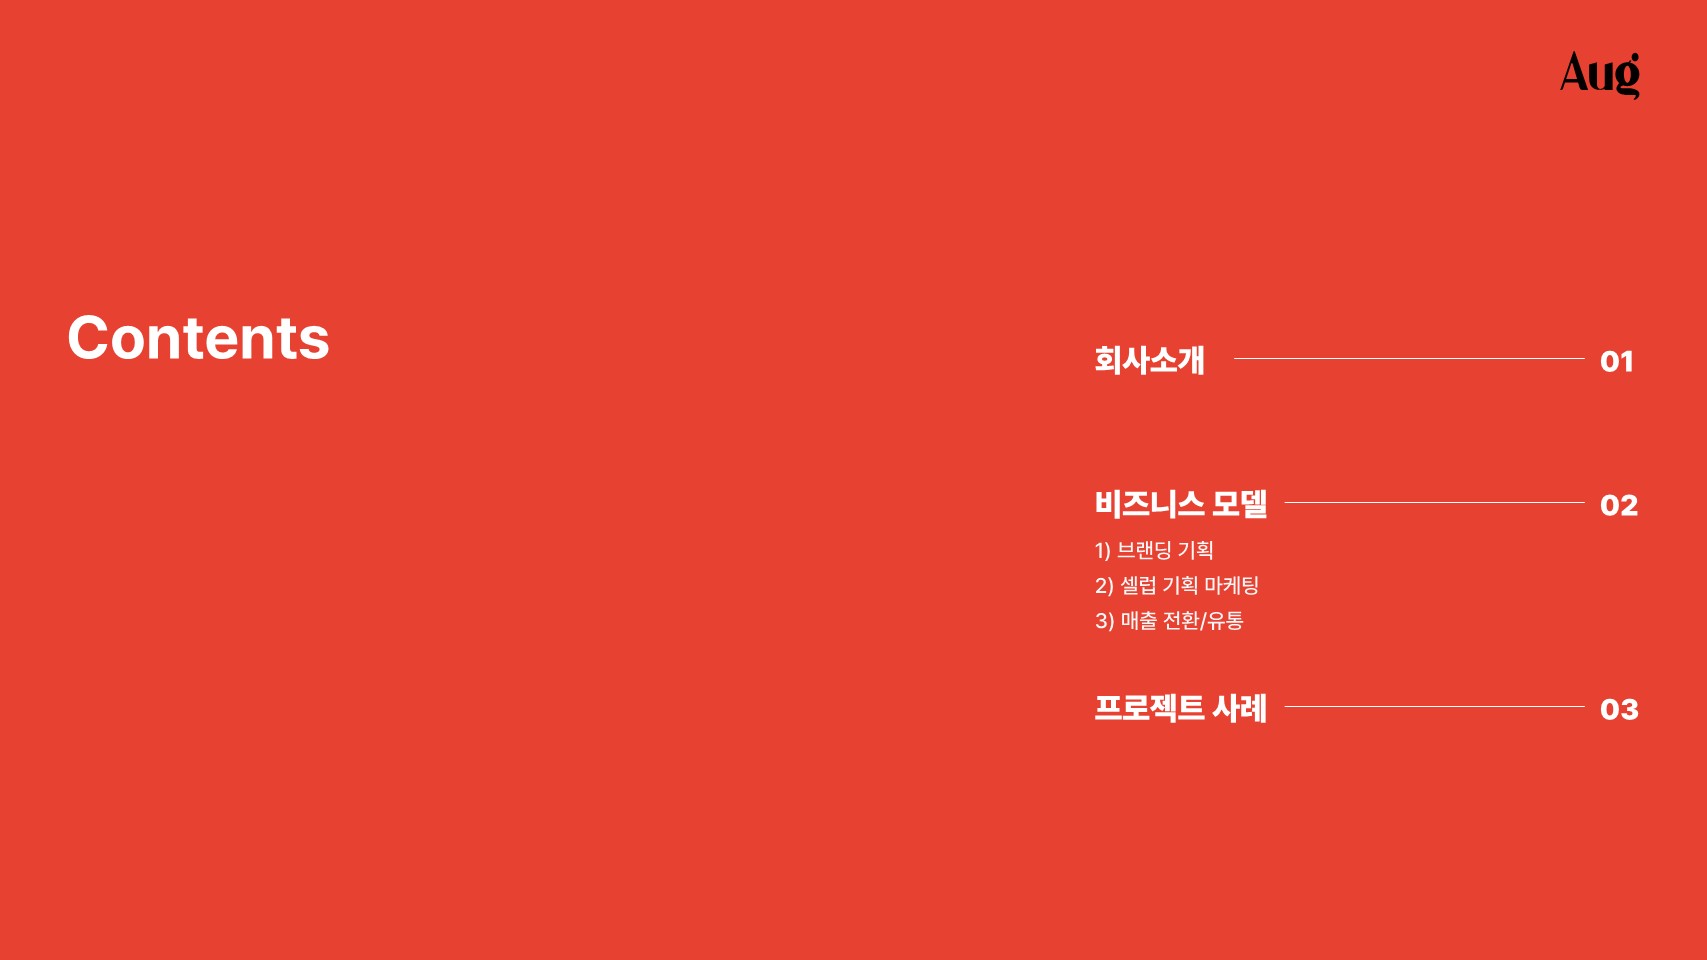 Aug
Contents
회사소개 01
비즈니스 모델 02
1) 브랜딩 기획
2) 셀럽 기획 마케팅
3) 매출 전환/유통
프로젝트 사례 03